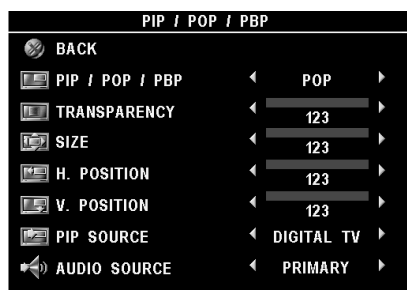 PIP / POP / PBP
BACK
PIP / POP / PBP POP
TRANSPARENCY 123
SIZE 123
H. POSITION 123
V. POSITION 123
PIP SOURCE DIGITAL TV
AUDIO SOURCE PRIMARY